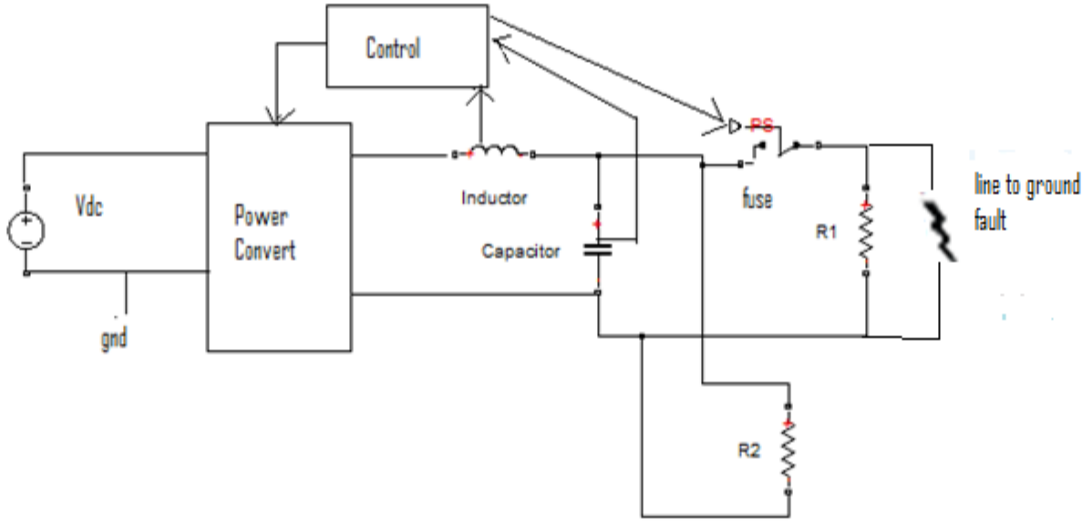 Control
PS
Vdc
Power
Convert
Inductor
fuse
line to ground
fault
R1
Capacitor
gnd
R2
+
−